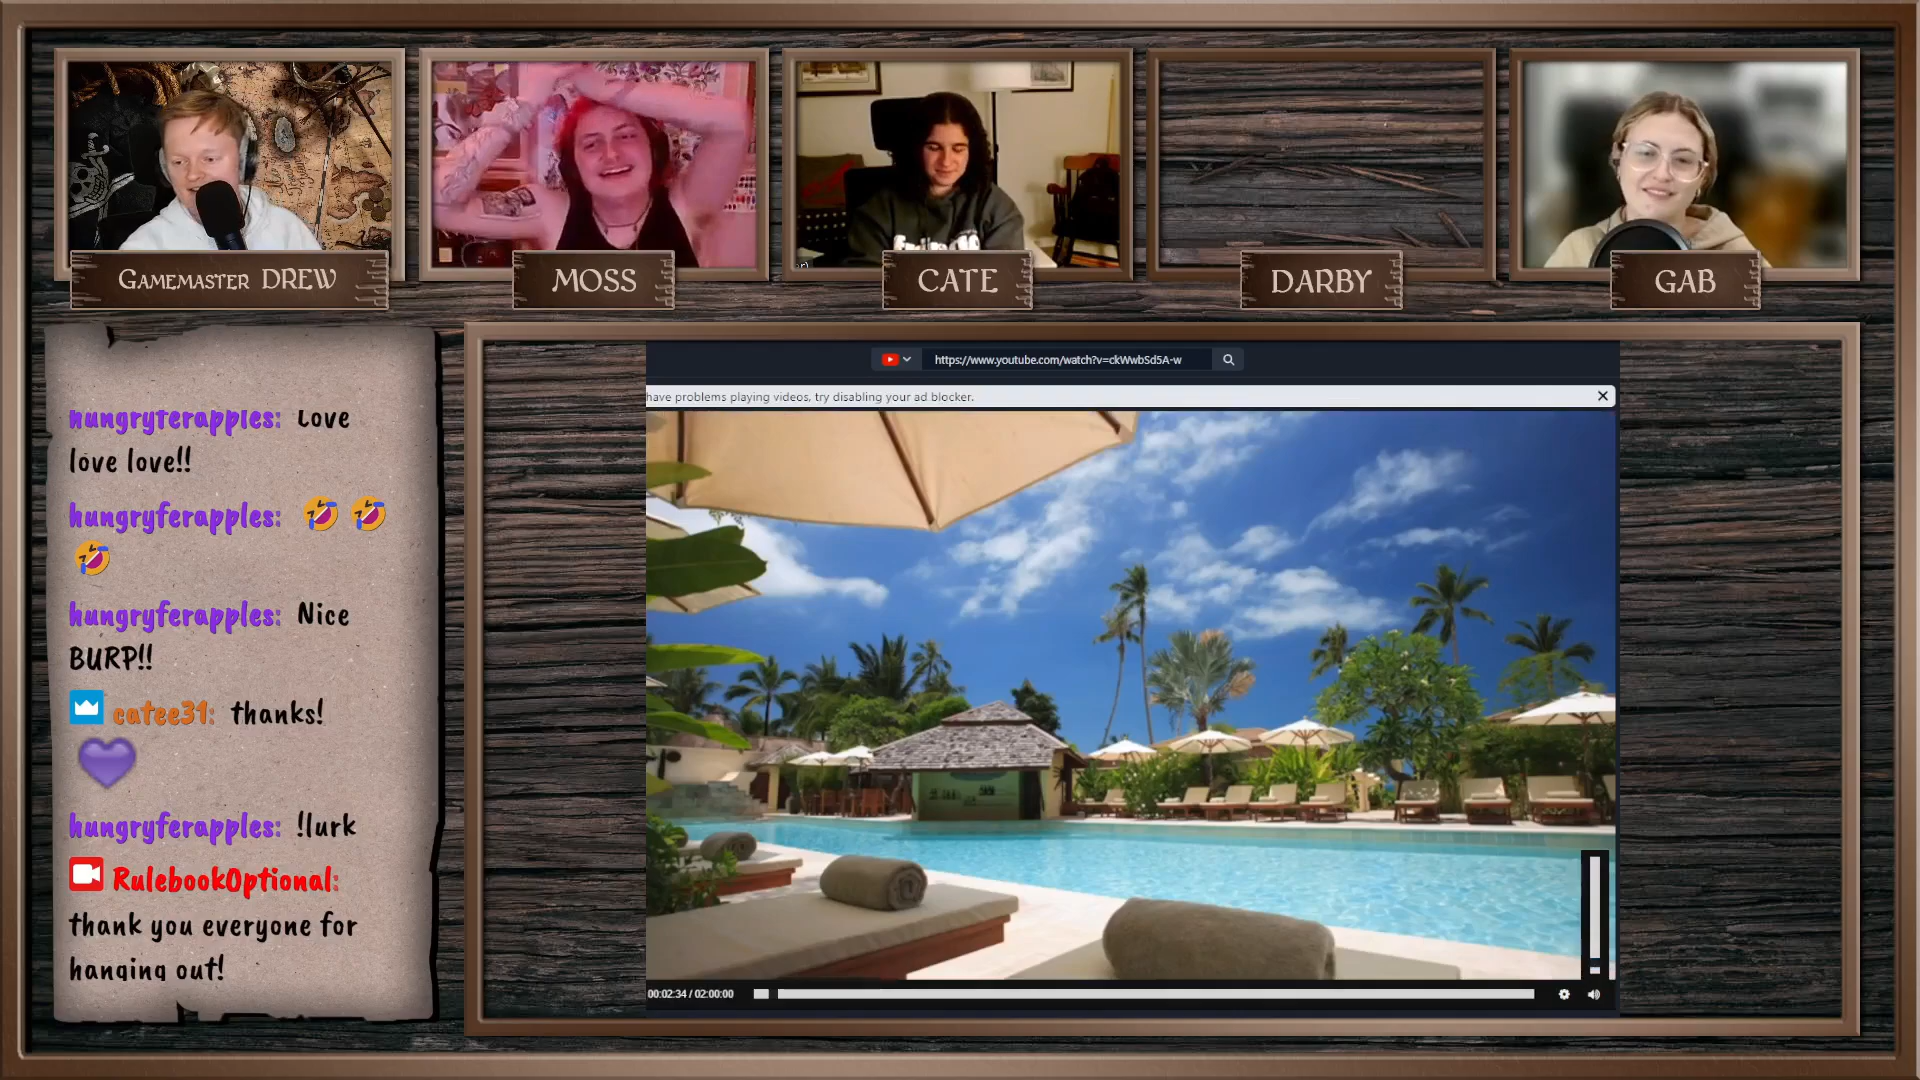 Gamemaster DREW
MOSS
CATE
DARBY
GAB
hungryferapples: Love
love love!!
hungryferapples: 🤣 🤣
🤣
hungryferapples: Nice
BURP!!
catee31: thanks!
💜
hungryferapples: !lurk
RulebookOptional:
thank you everyone for
hanging out!
https://www.youtube.com/watch?v=ckWwbSd5A-w
have problems playing videos, try disabling your ad blocker.
00:02:34 / 02:00:00